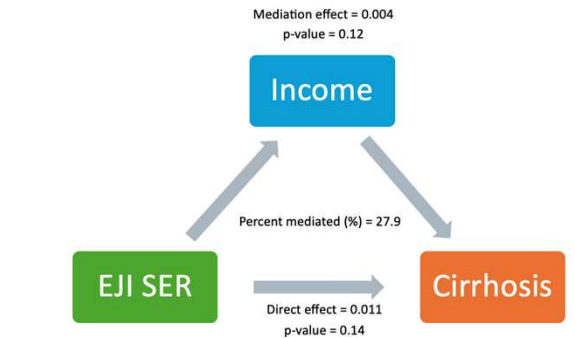 Mediation effect = 0.004
p-value = 0.12
Income
Percent mediated (%) = 27.9
EJI SER
Cirrhosis
Direct effect = 0.011
p-value = 0.14